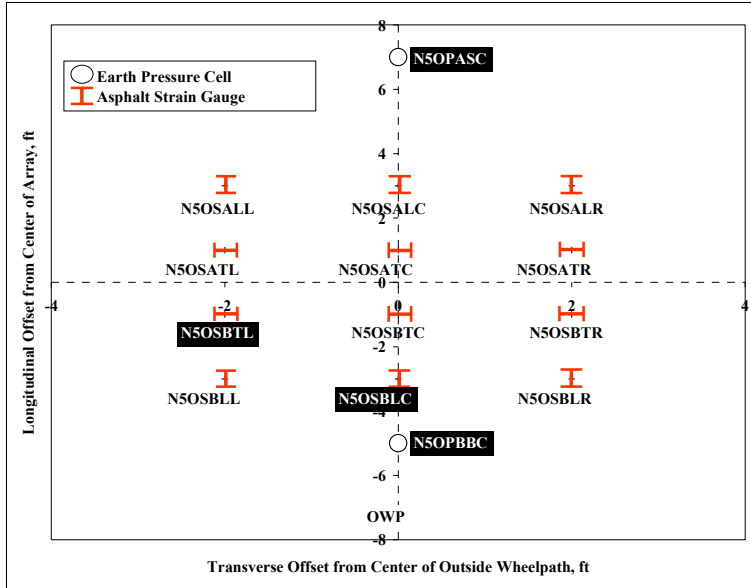 8
N5OPASC
Earth Pressure Cell
Asphalt Strain Gauge
6
4
N5OSALL N5OSALC N5OSALR
2
N5OSATL N5OSATC N5OSATR
0
-4 -2 0 2 4
N5OSBTL N5OSBTC N5OSBTR
-2
N5OSBLL N5OSBLC N5OSBLR
-4
N5OPBBC
-6
OWP
-8
Longitudinal Offset from Center of Array, ft
Transverse Offset from Center of Outside Wheelpath, ft